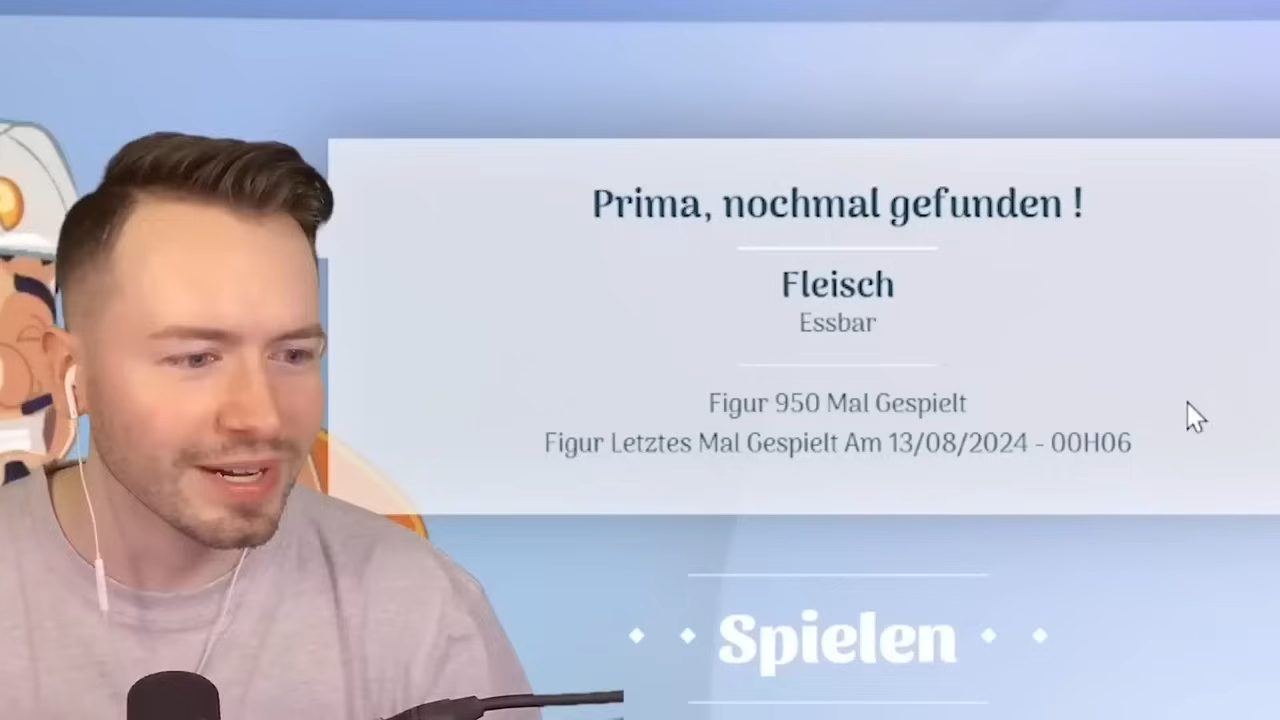 Prima, nochmal gefunden !
Fleisch
Essbar
Figur 950 Mal Gespielt
Figur Letztes Mal Gespielt Am 13/08/2024 - 00H06
Spielen